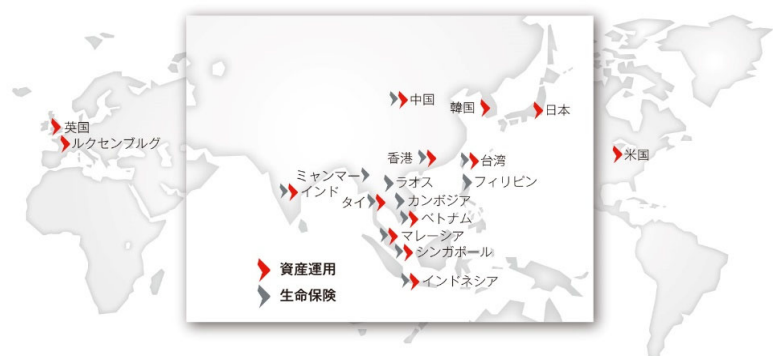 中国
韓国
日本
英国
ルクセンブルグ
香港
台湾
米国
ミャンマー
ラオス
フィリピン
インド
タイ
カンボジア
ベトナム
マレーシア
シンガポール
資産運用
インドネシア
生命保険